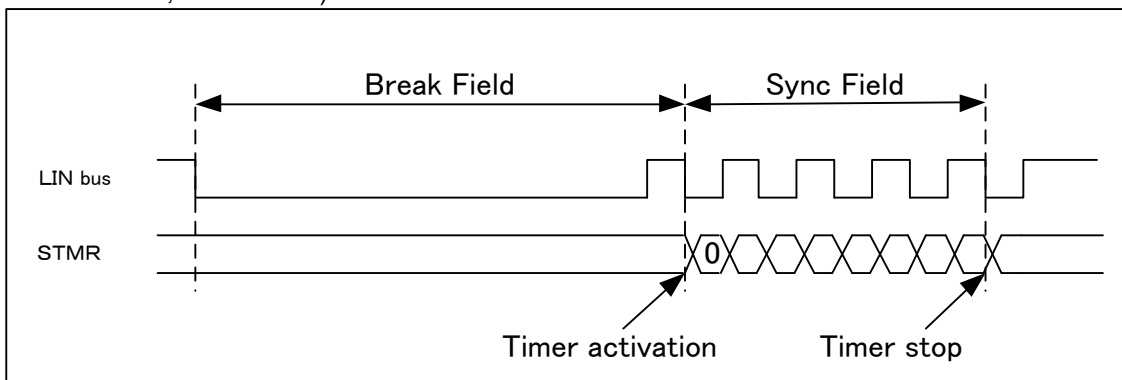 Break Field
Sync Field
LIN bus
STMR
0
Timer activation
Timer stop